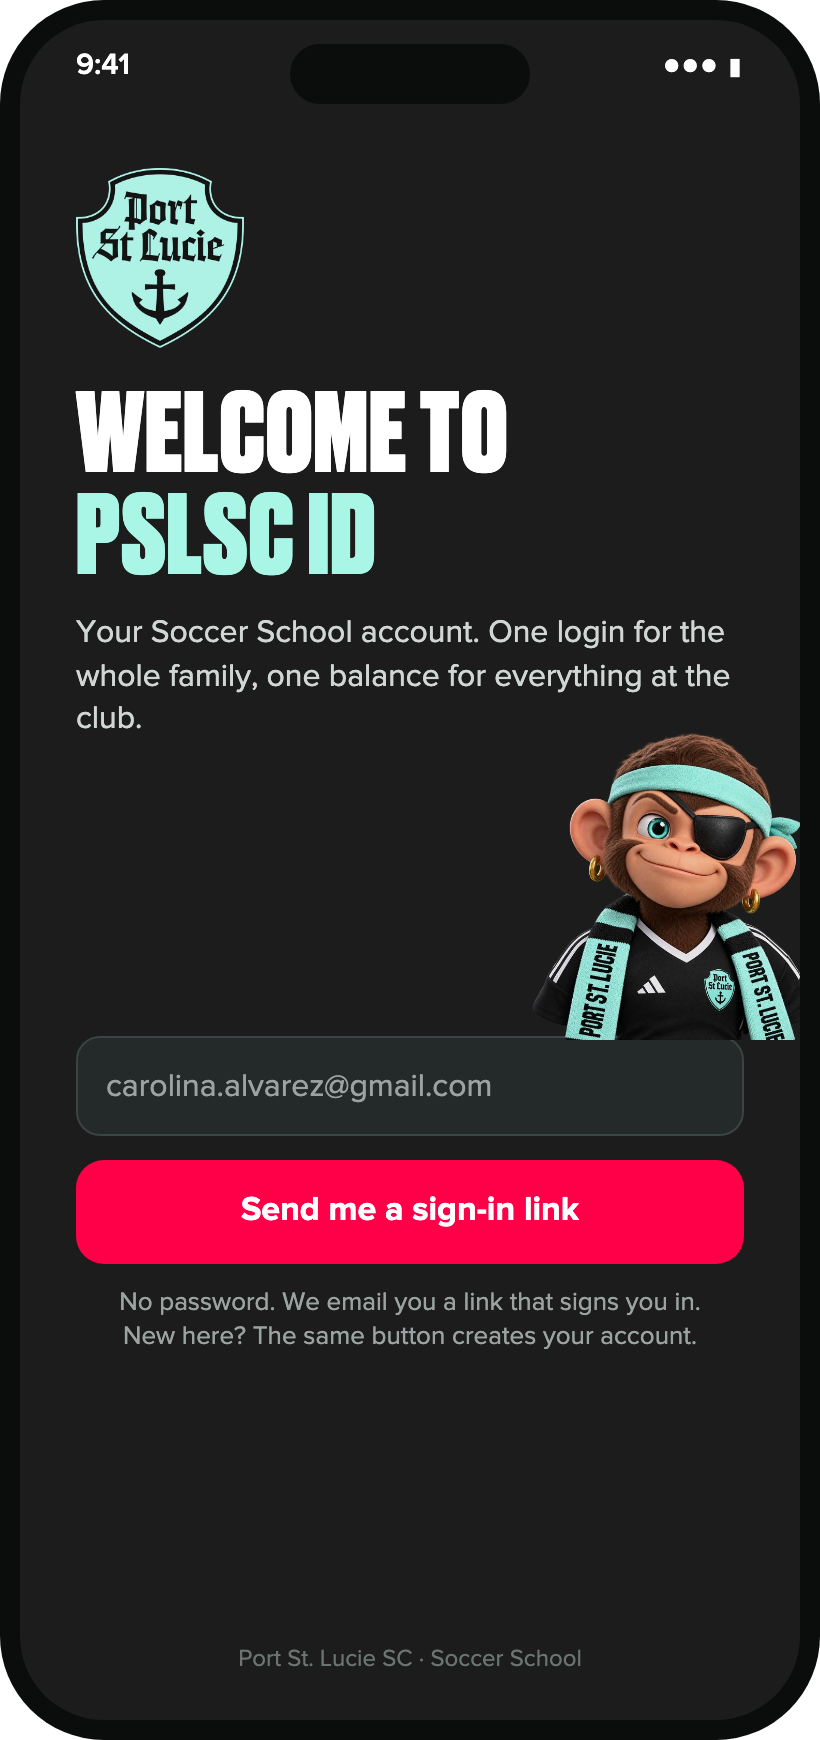 9:41
Port
St Lucie
WELCOME TO
PSLSC ID
Your Soccer School account. One login for the
whole family, one balance for everything at the
club.
PORT ST. LUCIE
Port
St Lucie
PORT ST. LUCIE
carolina.alvarez@gmail.com
Send me a sign-in link
No password. We email you a link that signs you in.
New here? The same button creates your account.
Port St. Lucie SC · Soccer School